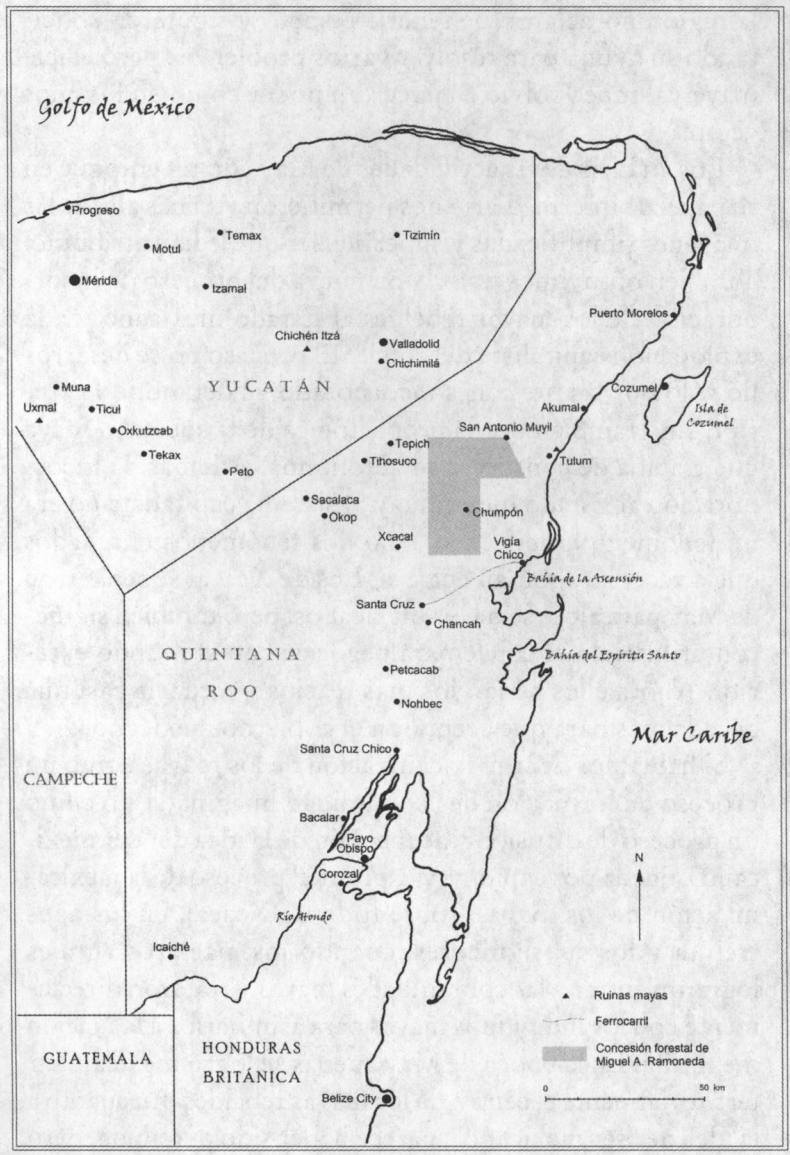 Golfo de México
Progreso
Motul
Temax
Tizimín
Mérida
Izamal
Puerto Morelos
Chichén Itzá
Valladolid
Chichimilá
YUCATÁN
Muna
Cozumel
Isla de
Cozumel
Uxmal
Ticul
Akumal
Oxkutzcab
San Antonio Muyil
Tepich
Tekax
Tihosuco
Tulum
Peto
Sacalaca
Okop
Chumpón
Xcacal
Vigía
Chico
Bahía de la Ascensión
Santa Cruz
Chancah
QUINTANA
ROO
Bahía del Espíritu Santo
Petcacab
Nohbec
Mar Caribe
Santa Cruz Chico
CAMPECHE
Bacalar
Payo
Obispo
Corozal
N
Río Hondo
Icaiché
Ruinas mayas
Ferrocarril
Concesión forestal de
Miguel A. Ramoneda
GUATEMALA
HONDURAS
BRITÁNICA
0
50 km
Belize City